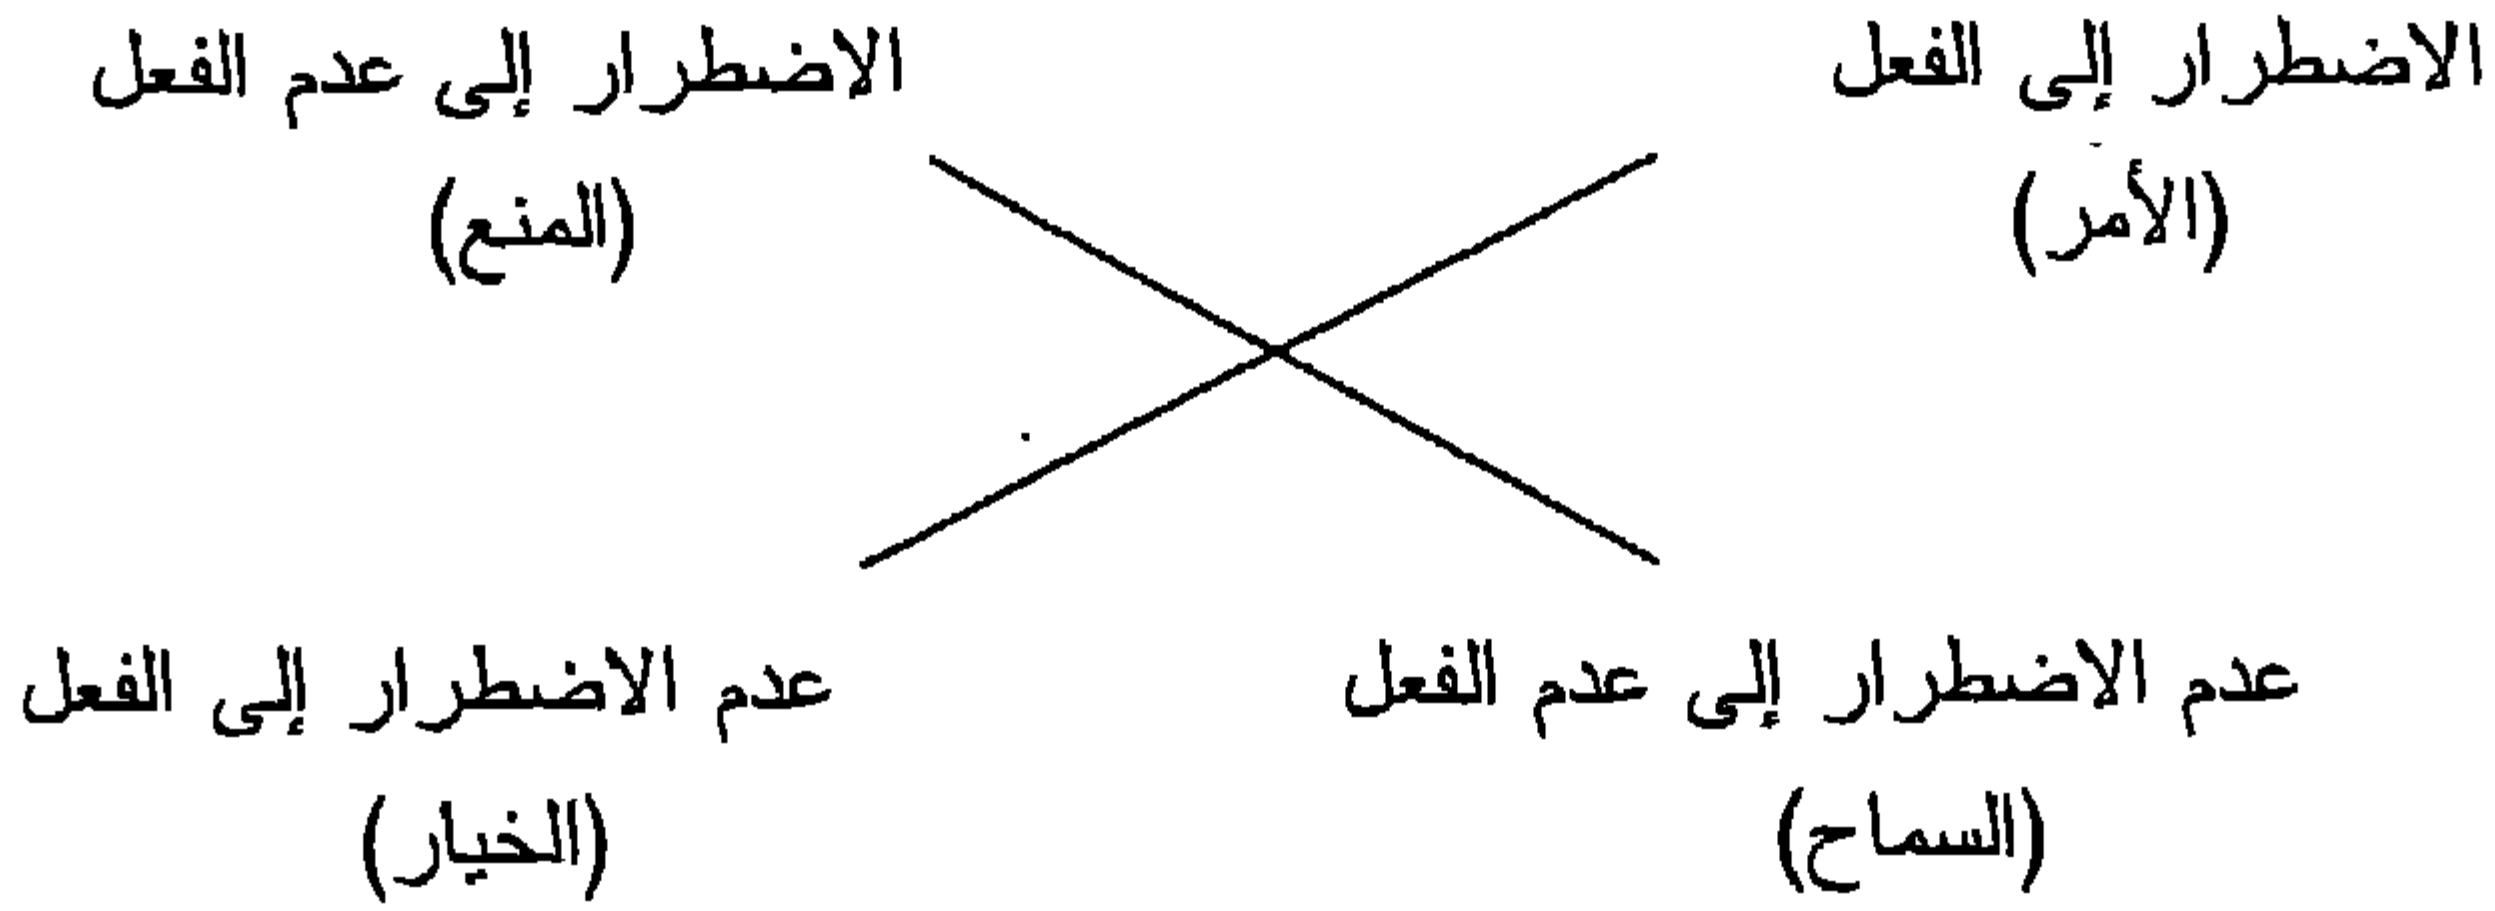 الاضطرار إلى الفعل
(الأمر)
الاضطرار إلى عدم الفعل
(المنع)
عدم الاضطرار إلى عدم الفعل
(السماح)
عدم الاضطرار إلى الفعل
(الخيار)